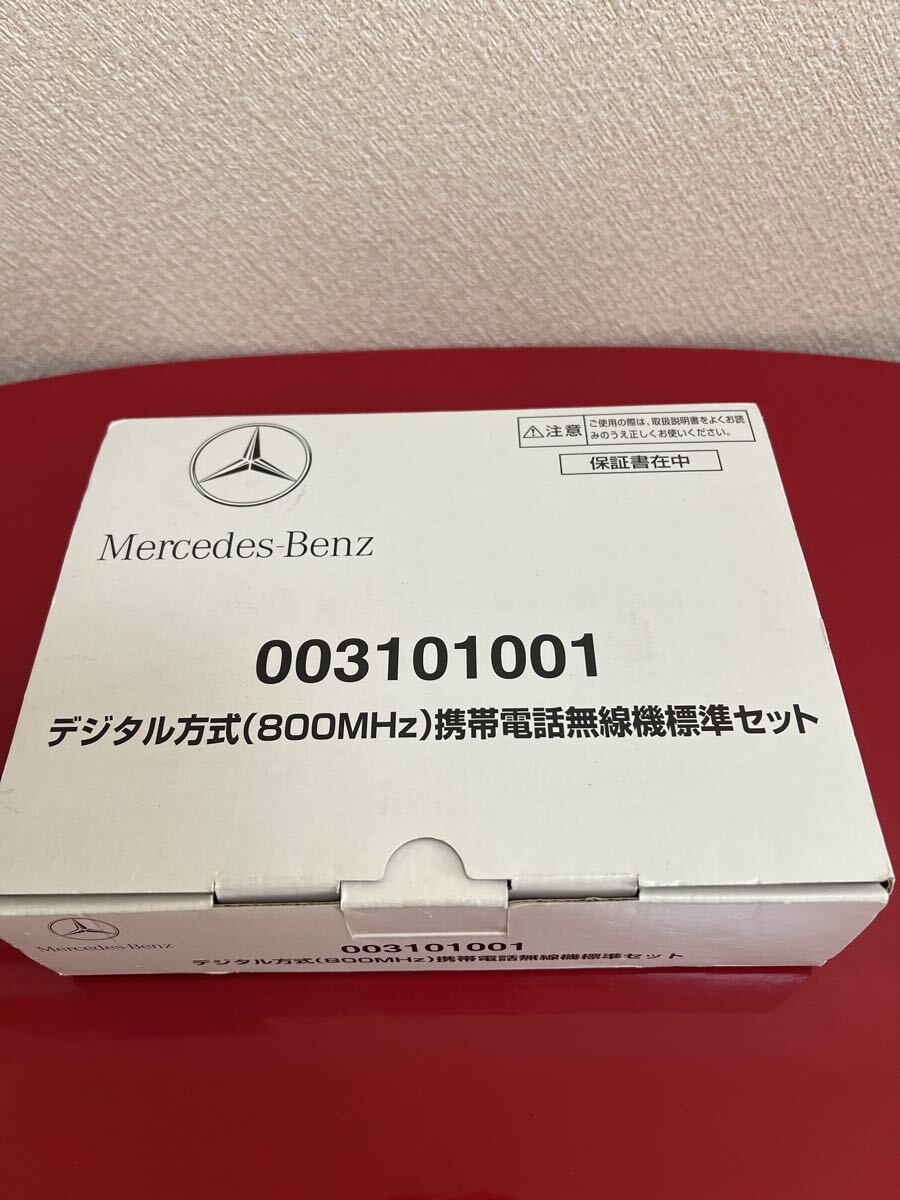 ⚠注意
ご使用の際は、取扱説明書をよくお読
みのうえ正しくお使いください。
保証書在中
Mercedes-Benz
003101001
デジタル方式(800MHz)携帯電話無線機標準セット
Mercedes-Benz
003101001
デジタル方式(800MHz)携帯電話無線機標準セット